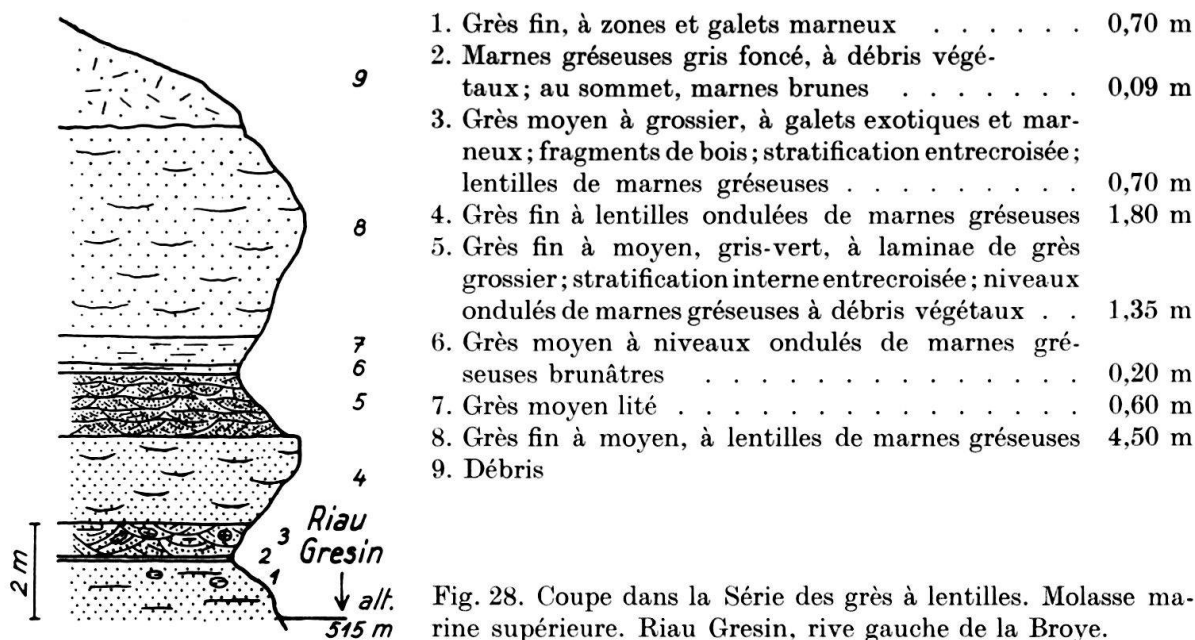 1. Grès fin, à zones et galets marneux . . . . . . 0,70 m
2. Marnes gréseuses gris foncé, à débris végé-
taux; au sommet, marnes brunes . . . . . . . 0,09 m
3. Grès moyen à grossier, à galets exotiques et mar-
neux; fragments de bois; stratification entrecroisée;
lentilles de marnes gréseuses . . . . . . . . . 0,70 m
4. Grès fin à lentilles ondulées de marnes gréseuses 1,80 m
5. Grès fin à moyen, gris-vert, à laminae de grès
grossier; stratification interne entrecroisée; niveaux
ondulés de marnes gréseuses à débris végétaux . . 1,35 m
6. Grès moyen à niveaux ondulés de marnes gré-
seuses brunâtres . . . . . . . . . . . . . 0,20 m
7. Grès moyen lité . . . . . . . . . . . . . . 0,60 m
8. Grès fin à moyen, à lentilles de marnes gréseuses 4,50 m
9. Débris
9
8
7
6
5
4
3
2
1
Riau
Gresin
alt.
515 m
2 m
Fig. 28. Coupe dans la Série des grès à lentilles. Molasse ma-
rine supérieure. Riau Gresin, rive gauche de la Broye.